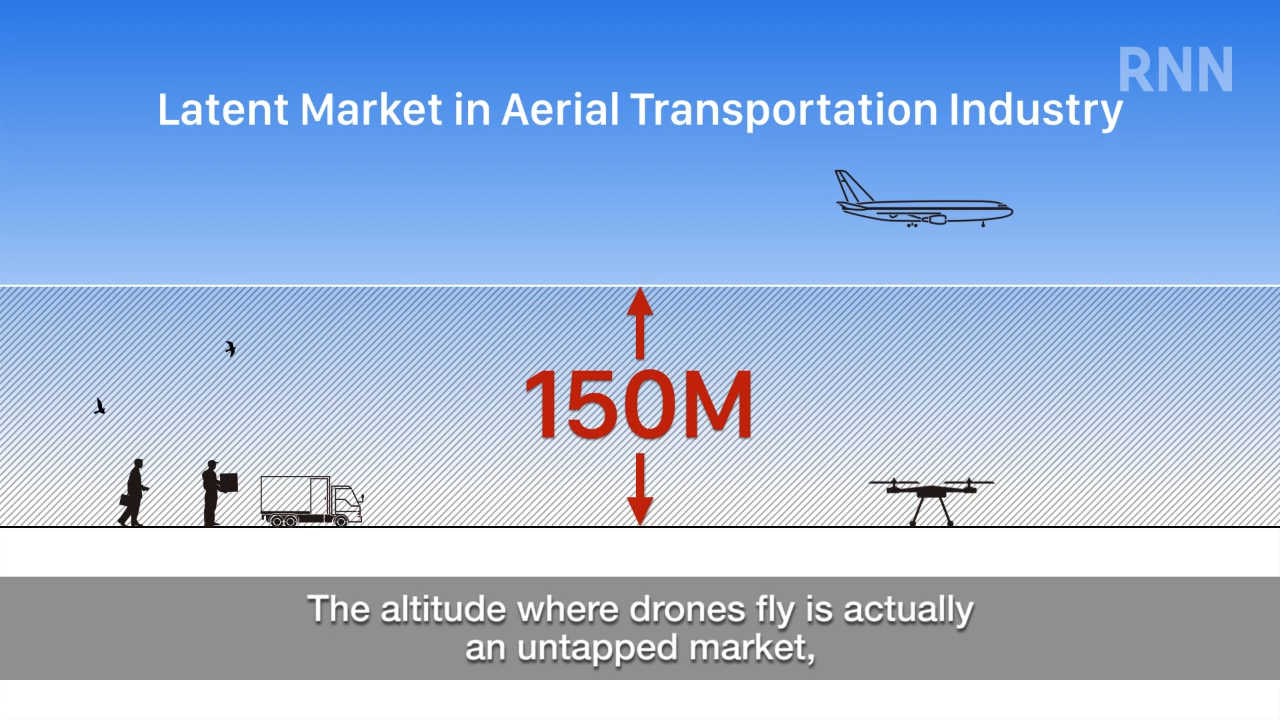 RNN
Latent Market in Aerial Transportation Industry
150M
The altitude where drones fly is actually
an untapped market,